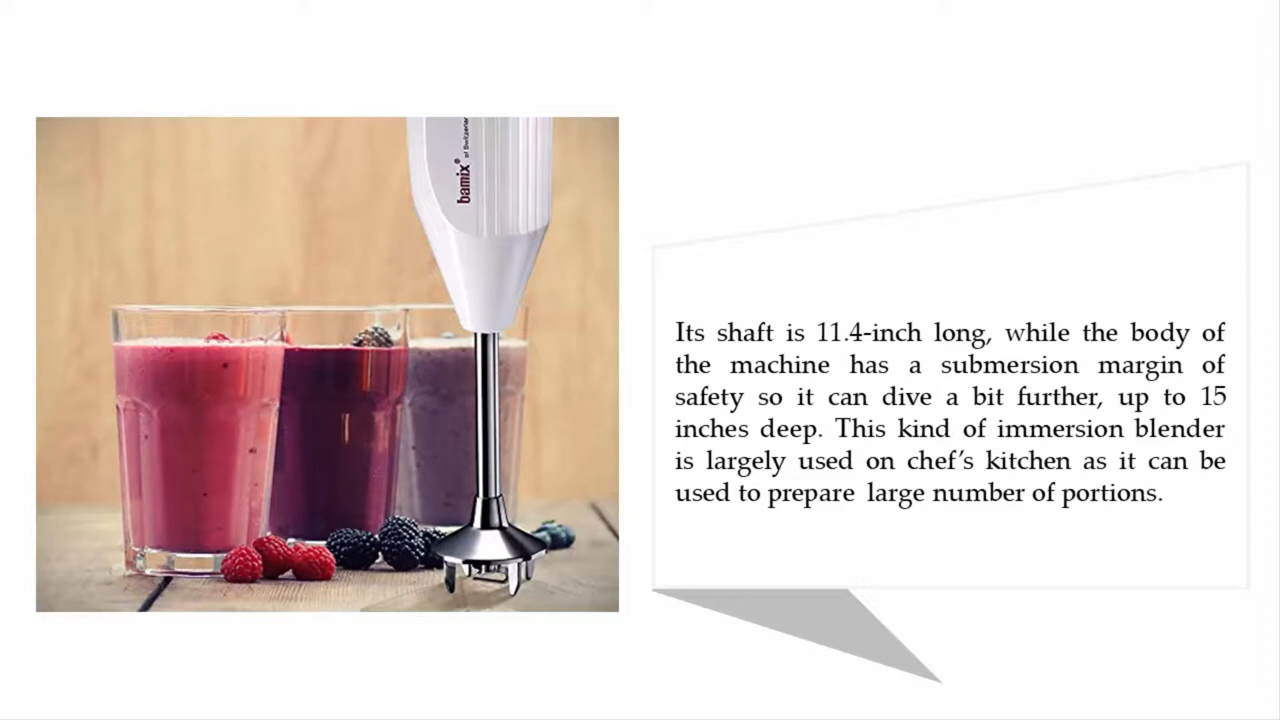 bamix®
of Switzerland
Its shaft is 11.4-inch long, while the body of
the machine has a submersion margin of
safety so it can dive a bit further, up to 15
inches deep. This kind of immersion blender
is largely used on chef’s kitchen as it can be
used to prepare large number of portions.